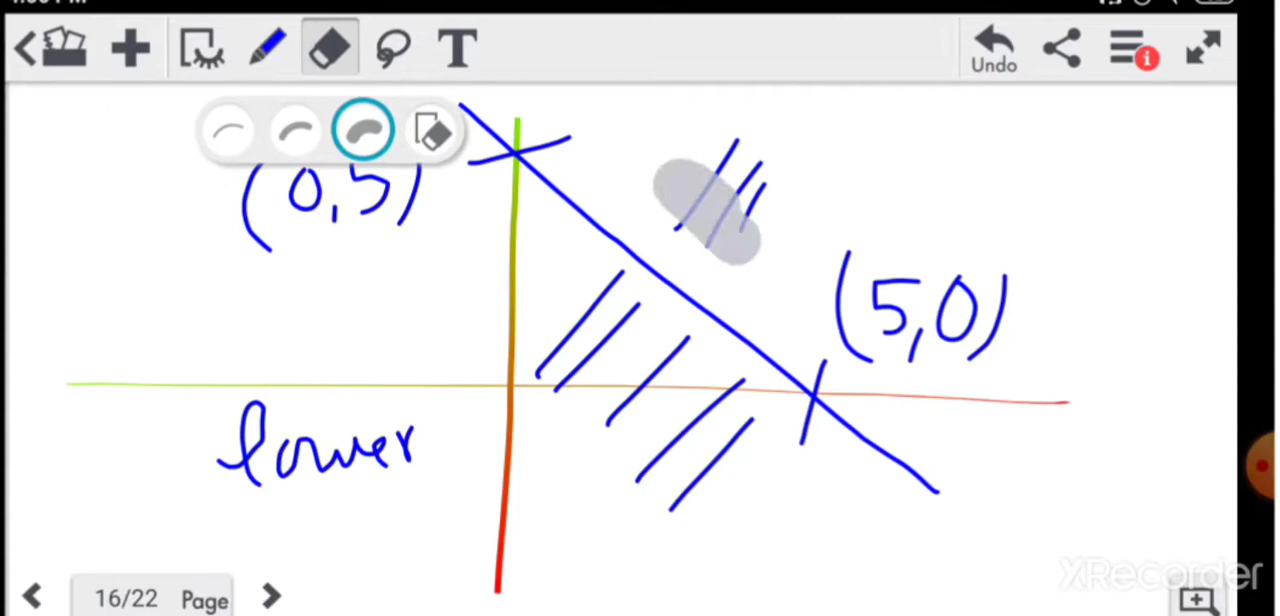 T
Undo
i
(0,5)
(5,0)
lower
16/22 Page
XRecorder